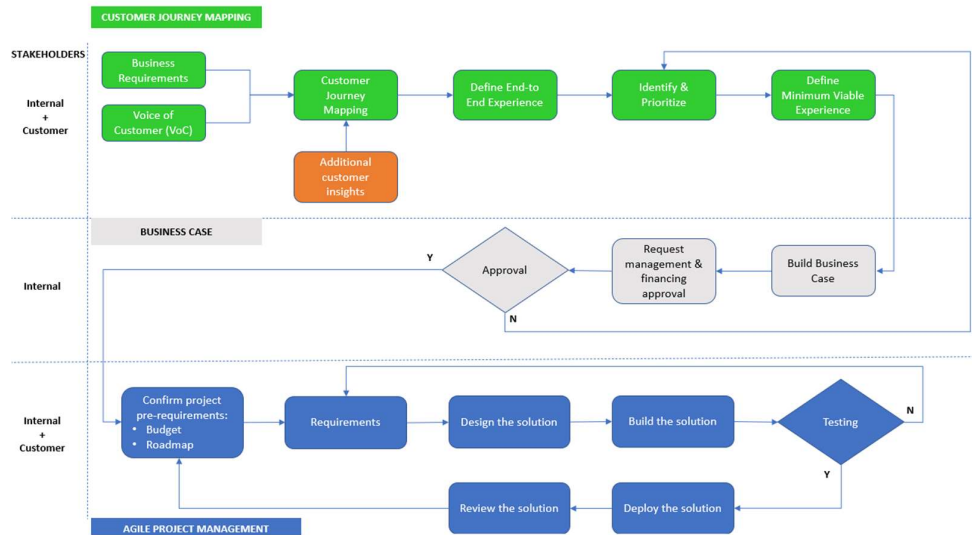 CUSTOMER JOURNEY MAPPING
STAKEHOLDERS
Internal
+
Customer
Business
Requirements
Voice of
Customer (VoC)
Customer
Journey
Mapping
Additional
customer
insights
Define End-to
End Experience
Identify &
Prioritize
Define
Minimum Viable
Experience
BUSINESS CASE
Internal
Y
Approval
N
Request
management &
financing
approval
Build Business
Case
Internal
+
Customer
Confirm project
pre-requirements:
• Budget
• Roadmap
Requirements
Design the solution
Build the solution
Testing
N
Y
Review the solution
Deploy the solution
AGILE PROJECT MANAGEMENT